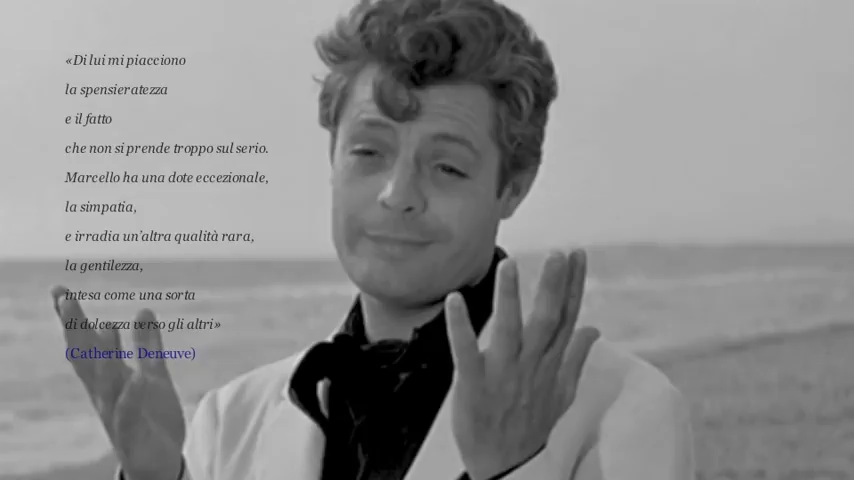 «Di lui mi piacciono
la spensieratezza
e il fatto
che non si prende troppo sul serio.
Marcello ha una dote eccezionale,
la simpatia,
e irradia un'altra qualità rara,
la gentilezza,
intesa come una sorta
di dolcezza verso gli altri»
(Catherine Deneuve)